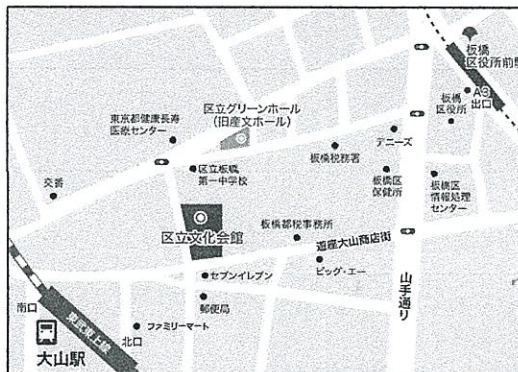 板橋
区役所前駅
A3
出口
板橋
区役所
区立グリーンホール
(旧産文ホール)
東京都健康長寿
医療センター
デニーズ
板橋税務署
区立板橋
第一中学校
板橋区
保健所
板橋区
情報処理
センター
交番
区立文化会館
板橋都税事務所
遊座大山商店街
ビッグ・エー
セブンイレブン
山手通り
郵便局
南口
東武東上線
ファミリーマート
北口
大山駅